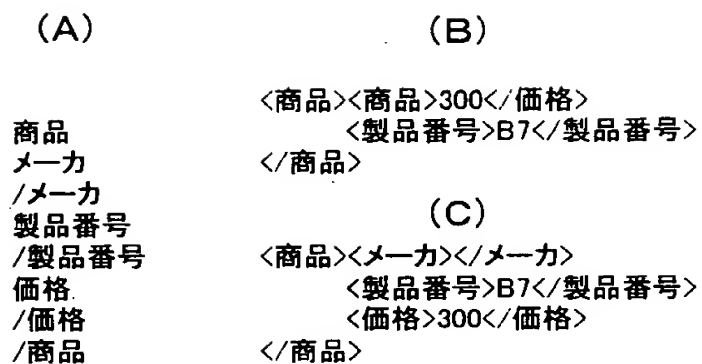 (A)
商品
メーカ
/メーカ
製品番号
/製品番号
価格
/価格
/商品
(B)
<商品><商品>300</価格>
<製品番号>B7</製品番号>
</商品>
(C)
<商品><メーカ></メーカ>
<製品番号>B7</製品番号>
<価格>300</価格>
</商品>